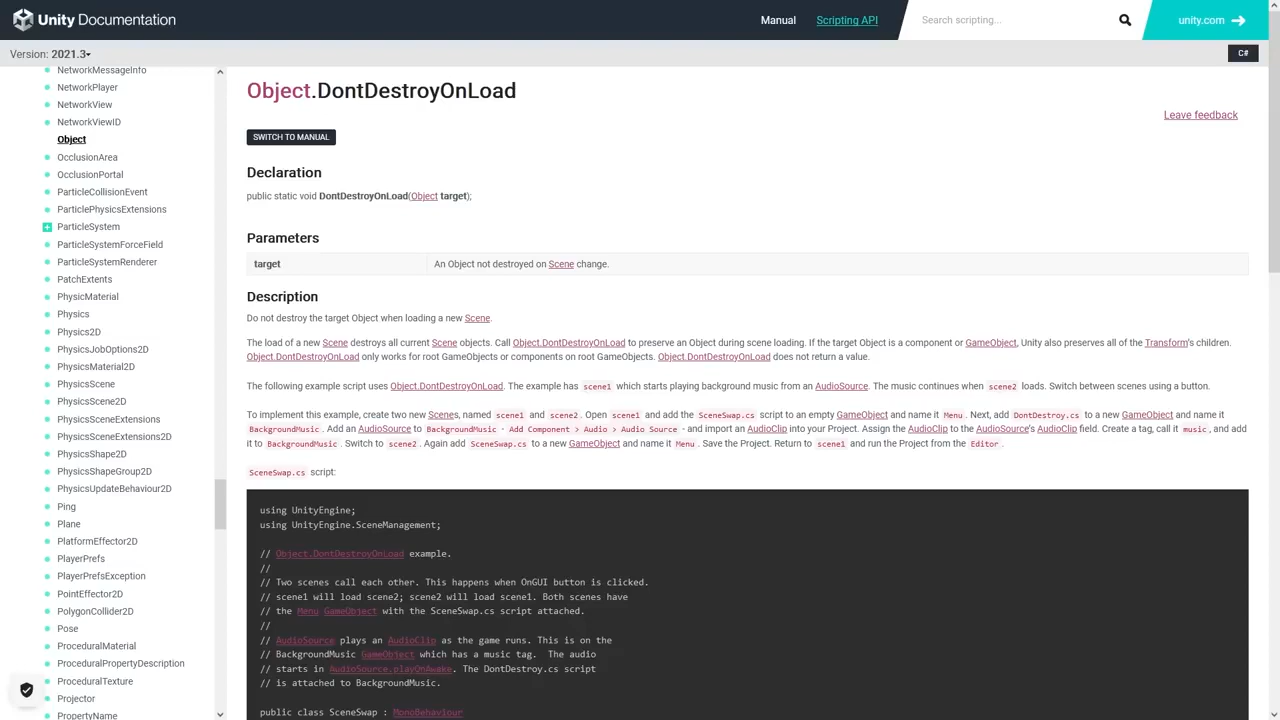 Unity Documentation
Manual
Scripting API
Search scripting...
unity.com
Version: 2021.3
C#
NetworkMessageInfo
NetworkPlayer
NetworkView
NetworkViewID
Object
OcclusionArea
OcclusionPortal
ParticleCollisionEvent
ParticlePhysicsExtensions
ParticleSystem
ParticleSystemForceField
ParticleSystemRenderer
PatchExtents
PhysicMaterial
Physics
Physics2D
PhysicsJobOptions2D
PhysicsMaterial2D
PhysicsScene
PhysicsScene2D
PhysicsSceneExtensions
PhysicsSceneExtensions2D
PhysicsShape2D
PhysicsShapeGroup2D
PhysicsUpdateBehaviour2D
Ping
Plane
PlatformEffector2D
PlayerPrefs
PlayerPrefsException
PointEffector2D
PolygonCollider2D
Pose
ProceduralMaterial
ProceduralPropertyDescription
ProceduralTexture
Projector
PropertyName
Object.DontDestroyOnLoad
Leave feedback
SWITCH TO MANUAL
Declaration
public static void DontDestroyOnLoad(Object target);
Parameters
target An Object not destroyed on Scene change.
Description
Do not destroy the target Object when loading a new Scene.
The load of a new Scene destroys all current Scene objects. Call Object.DontDestroyOnLoad to preserve an Object during scene loading. If the target Object is a component or GameObject, Unity also preserves all of the Transform's children.
Object.DontDestroyOnLoad only works for root GameObjects or components on root GameObjects. Object.DontDestroyOnLoad does not return a value.
The following example script uses Object.DontDestroyOnLoad. The example has scene1 which starts playing background music from an AudioSource. The music continues when scene2 loads. Switch between scenes using a button.
To implement this example, create two new Scenes, named scene1 and scene2. Open scene1 and add the SceneSwap.cs script to an empty GameObject and name it Menu. Next, add DontDestroy.cs to a new GameObject and name it
BackgroundMusic. Add an AudioSource to BackgroundMusic - Add Component > Audio > Audio Source - and import an AudioClip into your Project. Assign the AudioClip to the AudioSource's AudioClip field. Create a tag, call it music, and add
it to BackgroundMusic. Switch to scene2. Again add SceneSwap.cs to a new GameObject and name it Menu. Save the Project. Return to scene1 and run the Project from the Editor.
SceneSwap.cs script:
using UnityEngine;
using UnityEngine.SceneManagement;
// Object.DontDestroyOnLoad example.
//
// Two scenes call each other. This happens when OnGUI button is clicked.
// scene1 will load scene2; scene2 will load scene1. Both scenes have
// the Menu GameObject with the SceneSwap.cs script attached.
//
// AudioSource plays an AudioClip as the game runs. This is on the
// BackgroundMusic GameObject which has a music tag.  The audio
// starts in AudioSource.playOnAwake. The DontDestroy.cs script
// is attached to BackgroundMusic.
public class SceneSwap : MonoBehaviour